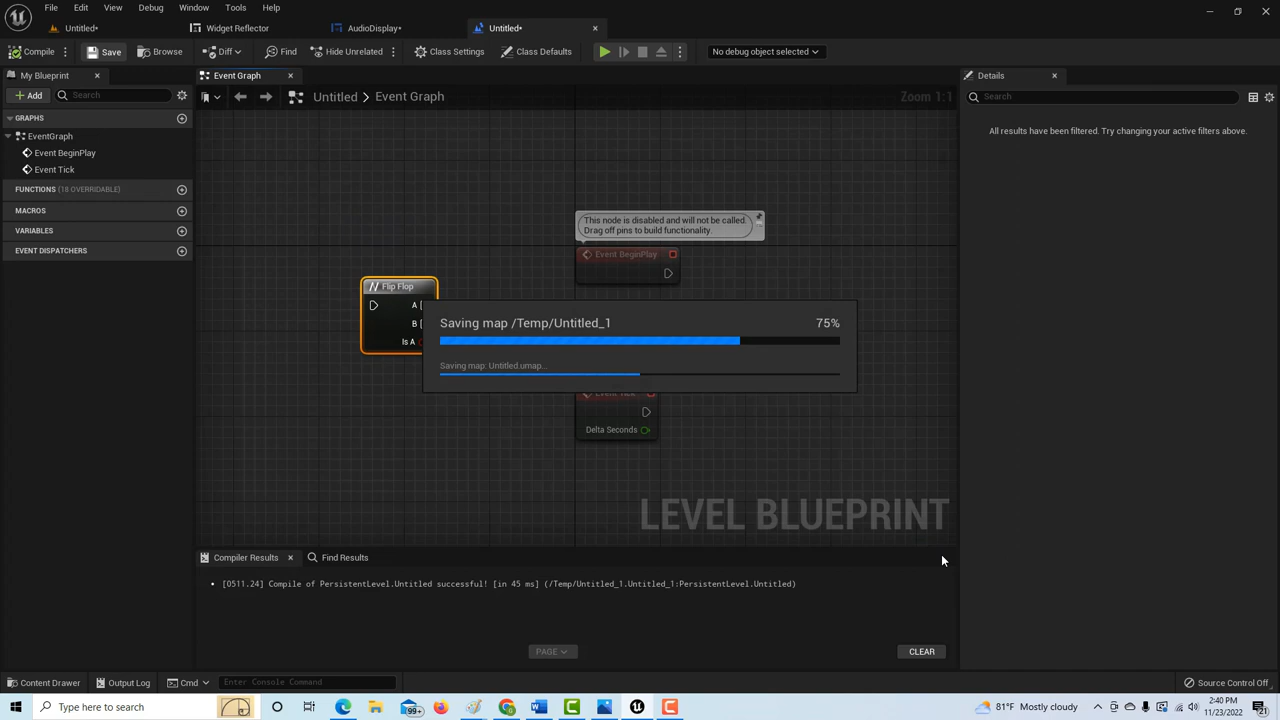 File Edit View Debug Window Tools Help
Untitled• Widget Reflector AudioDisplay• Untitled•
Compile Save Browse Diff Find Hide Unrelated Class Settings Class Defaults No debug object selected
My Blueprint Event Graph Details
Add Search Untitled > Event Graph Zoom 1:1 Search
GRAPHS
All results have been filtered. Try changing your active filters above.
EventGraph
Event BeginPlay
Event Tick
FUNCTIONS (18 OVERRIDABLE)
MACROS
VARIABLES
EVENT DISPATCHERS
This node is disabled and will not be called.
Drag off pins to build functionality.
Event BeginPlay
Flip Flop
A
B
Is A
Saving map /Temp/Untitled_1 75%
Saving map: Untitled.umap...
Event Tick
Delta Seconds
LEVEL BLUEPRINT
Compiler Results Find Results
• [0511.24] Compile of PersistentLevel.Untitled successful! [in 45 ms] (/Temp/Untitled_1.Untitled_1:PersistentLevel.Untitled)
PAGE CLEAR
Content Drawer Output Log Cmd Enter Console Command Source Control Off
Type here to search 99+ 81°F Mostly cloudy 2:40 PM
11/23/2022 21